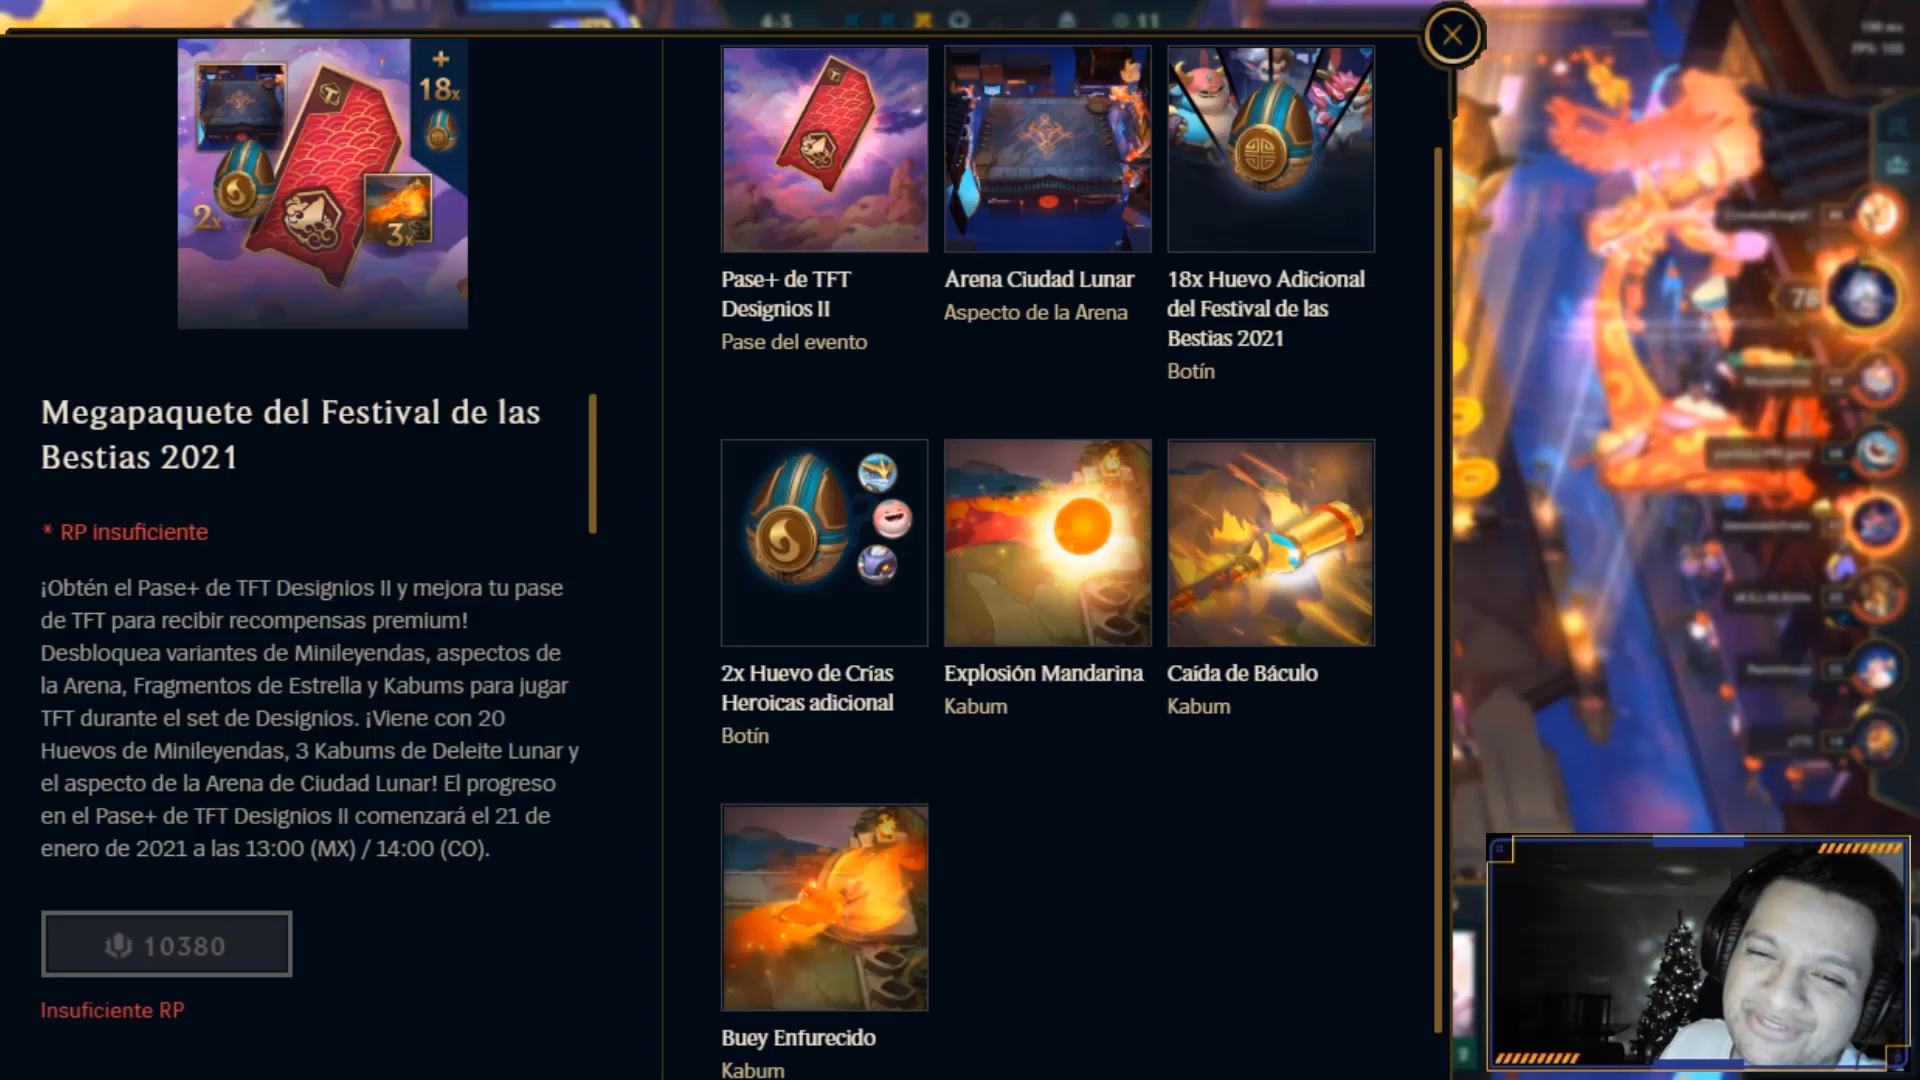 4-3
11
+
18x
2x
3x
Megapaquete del Festival de las
Bestias 2021
* RP insuficiente
¡Obtén el Pase+ de TFT Designios II y mejora tu pase
de TFT para recibir recompensas premium!
Desbloquea variantes de Minileyendas, aspectos de
la Arena, Fragmentos de Estrella y Kabums para jugar
TFT durante el set de Designios. ¡Viene con 20
Huevos de Minileyendas, 3 Kabums de Deleite Lunar y
el aspecto de la Arena de Ciudad Lunar! El progreso
en el Pase+ de TFT Designios II comenzará el 21 de
enero de 2021 a las 13:00 (MX) / 14:00 (CO).
10380
Insuficiente RP
Pase+ de TFT
Designios II
Pase del evento
Arena Ciudad Lunar
Aspecto de la Arena
18x Huevo Adicional
del Festival de las
Bestias 2021
Botín
2x Huevo de Crías
Heroicas adicional
Botín
Explosión Mandarina
Kabum
Caída de Báculo
Kabum
Buey Enfurecido
Kabum
78